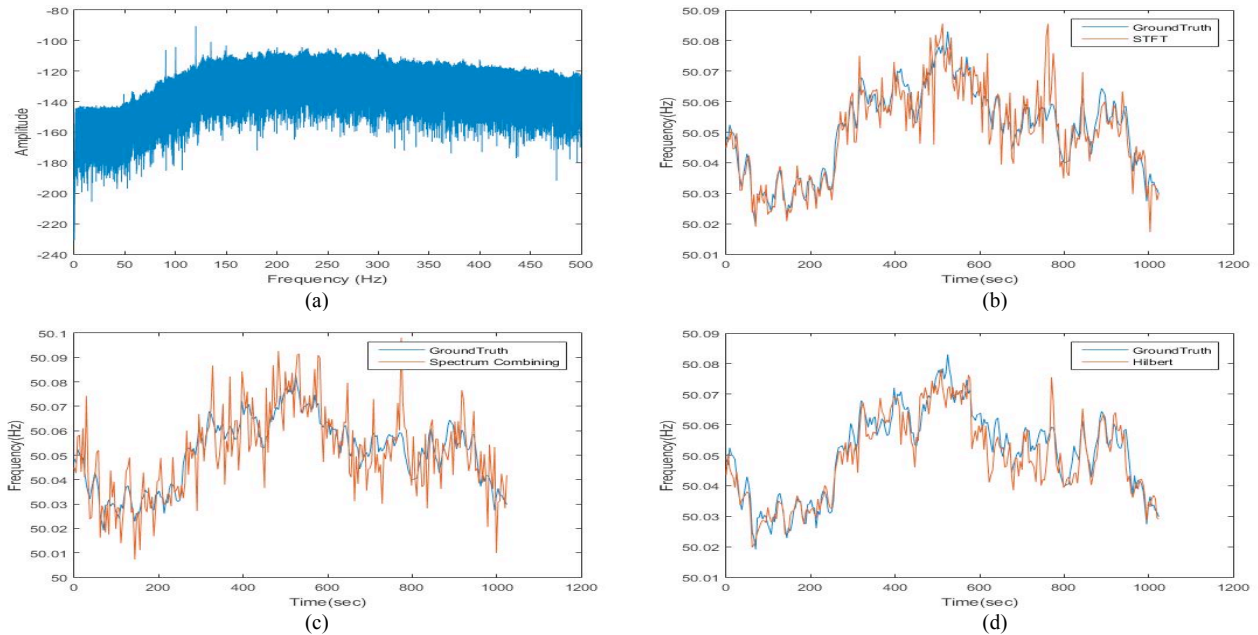 -80
-100
-120
-140
-160
-180
-200
-220
-240
Amplitude
0 50 100 150 200 250 300 350 400 450 500
Frequency (Hz)
(a)
50.09
50.08
50.07
50.06
50.05
50.04
50.03
50.02
50.01
Frequency(Hz)
GroundTruth
STFT
0 200 400 600 800 1000 1200
Time(sec)
(b)
50.1
50.09
50.08
50.07
50.06
50.05
50.04
50.03
50.02
50.01
50
Frequency(Hz)
GroundTruth
Spectrum Combining
0 200 400 600 800 1000 1200
Time(sec)
(c)
50.09
50.08
50.07
50.06
50.05
50.04
50.03
50.02
50.01
Frequency(Hz)
GroundTruth
Hilbert
0 200 400 600 800 1000 1200
Time(sec)
(d)